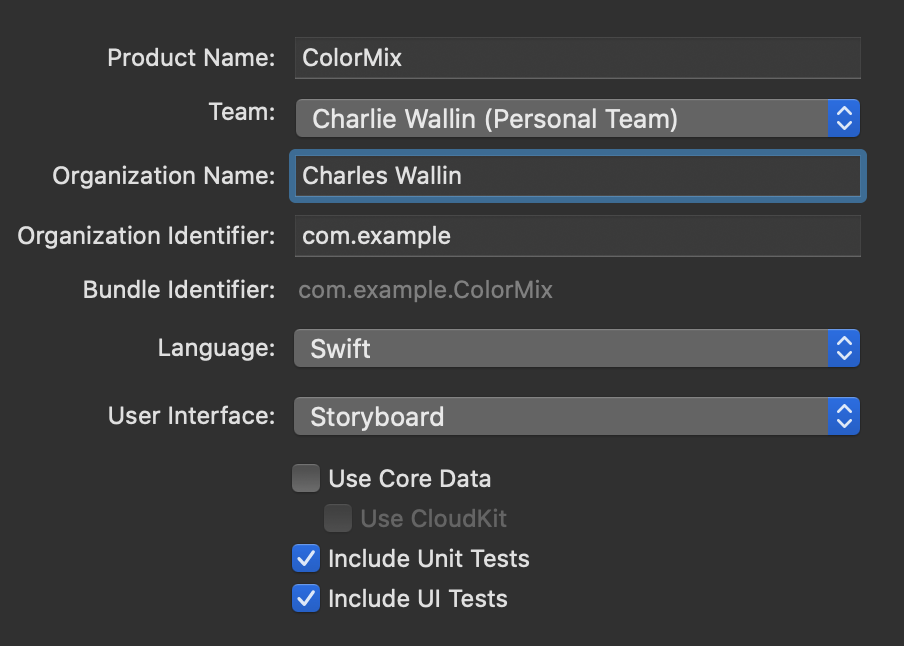 Product Name: ColorMix
Team: Charlie Wallin (Personal Team)
Organization Name: Charles Wallin
Organization Identifier: com.example
Bundle Identifier: com.example.ColorMix
Language: Swift
User Interface: Storyboard
Use Core Data
Use CloudKit
Include Unit Tests
Include UI Tests